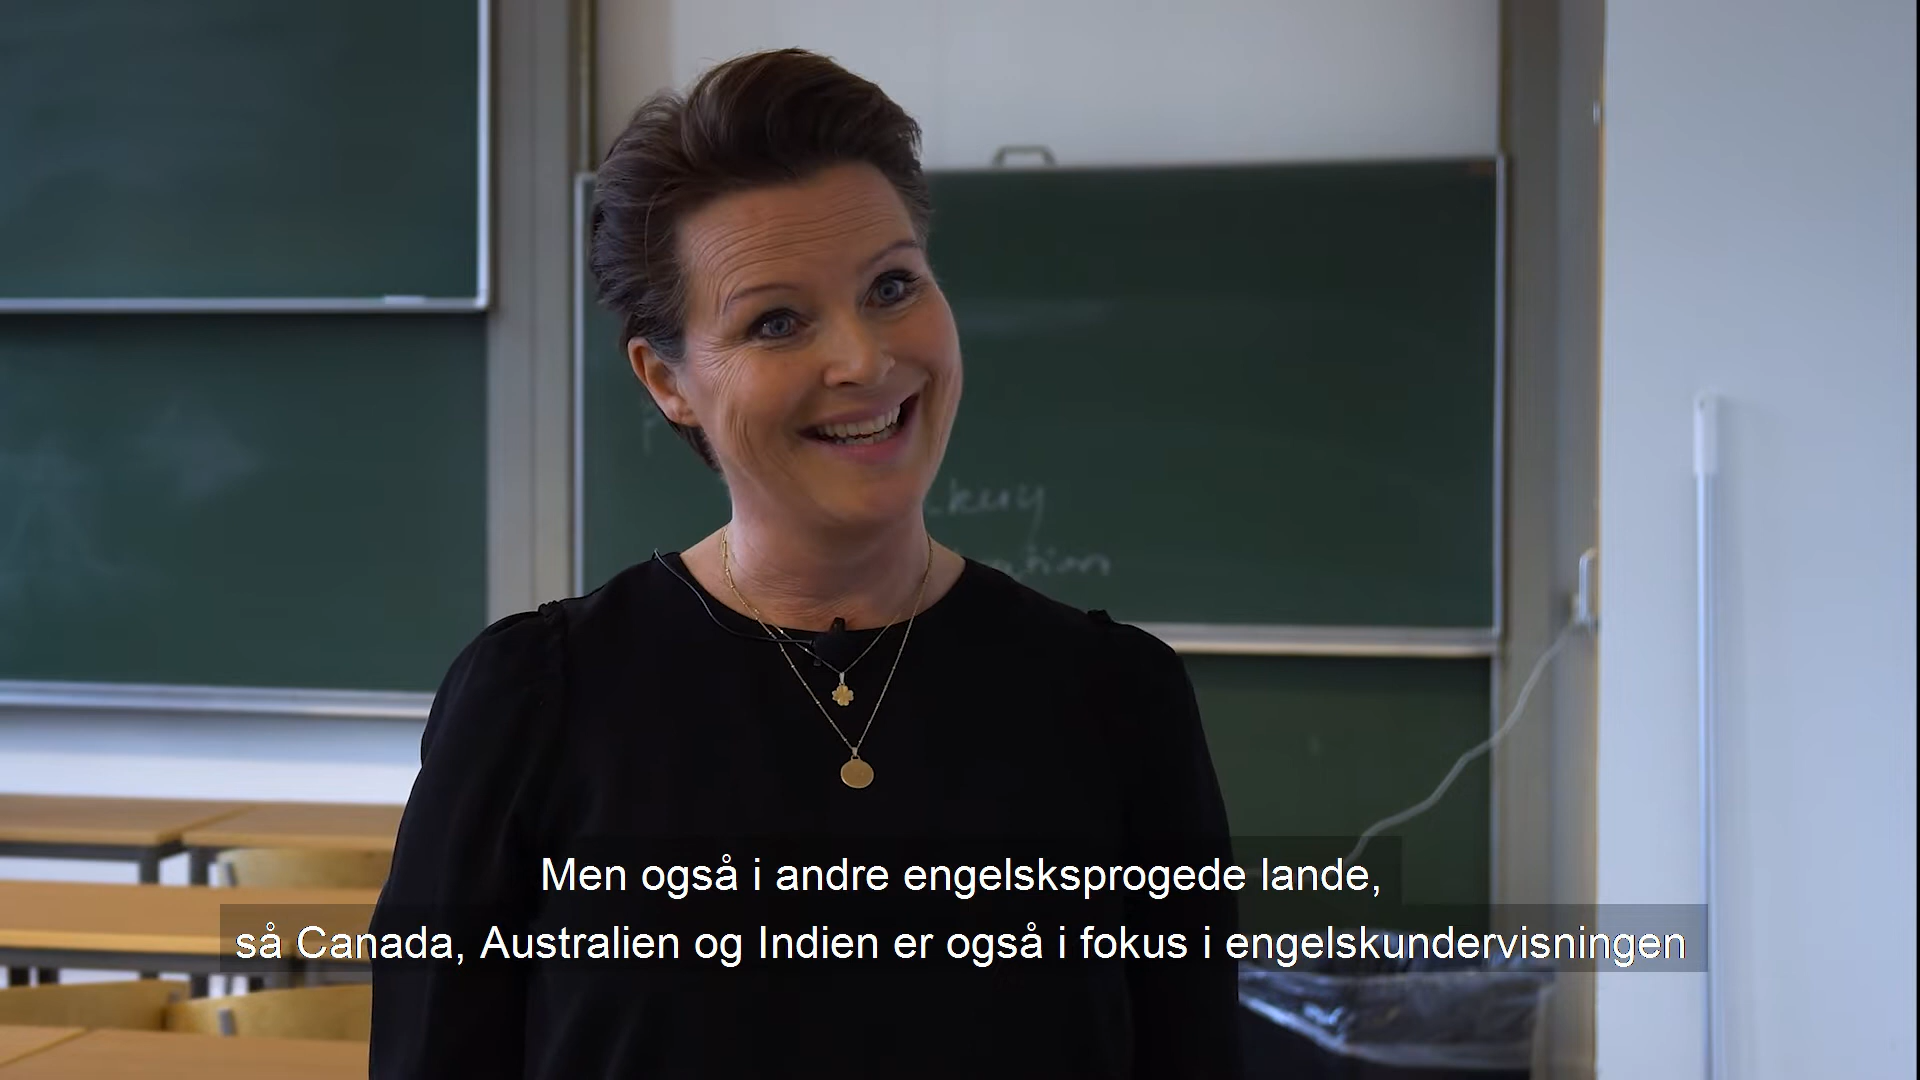 Men også i andre engelsksprogede lande,
så Canada, Australien og Indien er også i fokus i engelskundervisningen